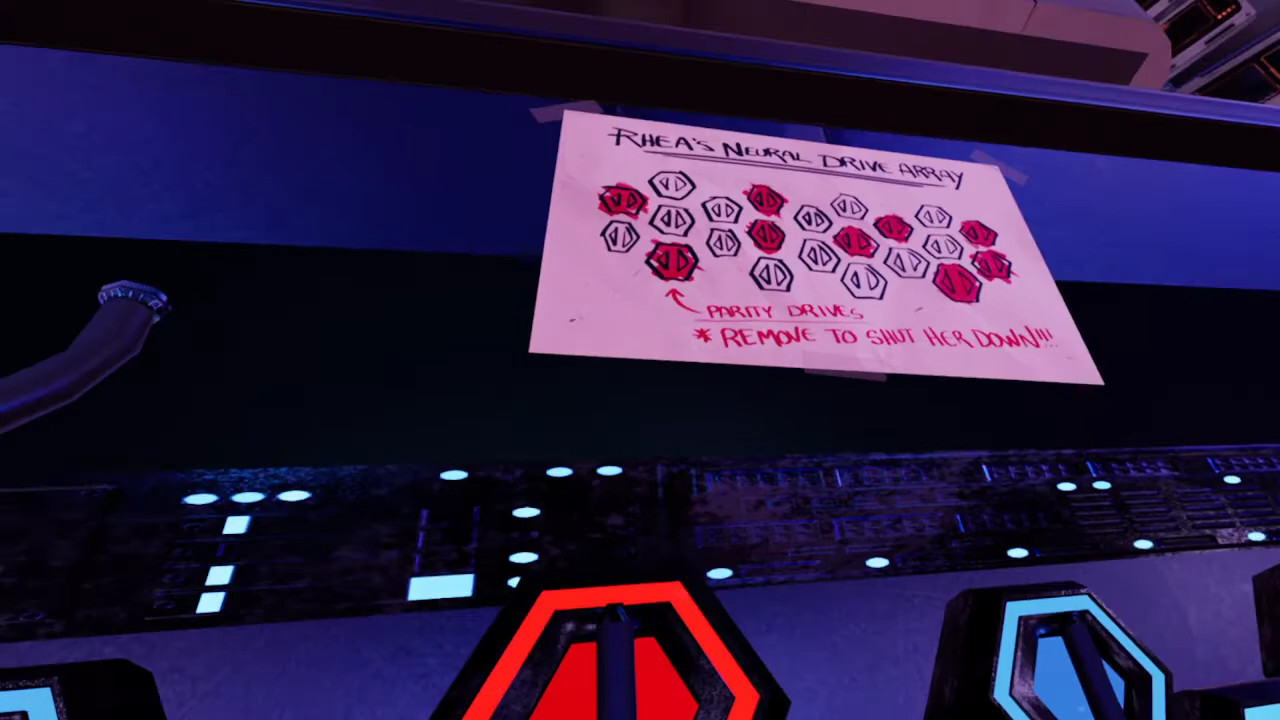 RHEA'S NEURAL DRIVE ARRAY
PARITY DRIVES
* REMOVE TO SHUT HER DOWN!!!